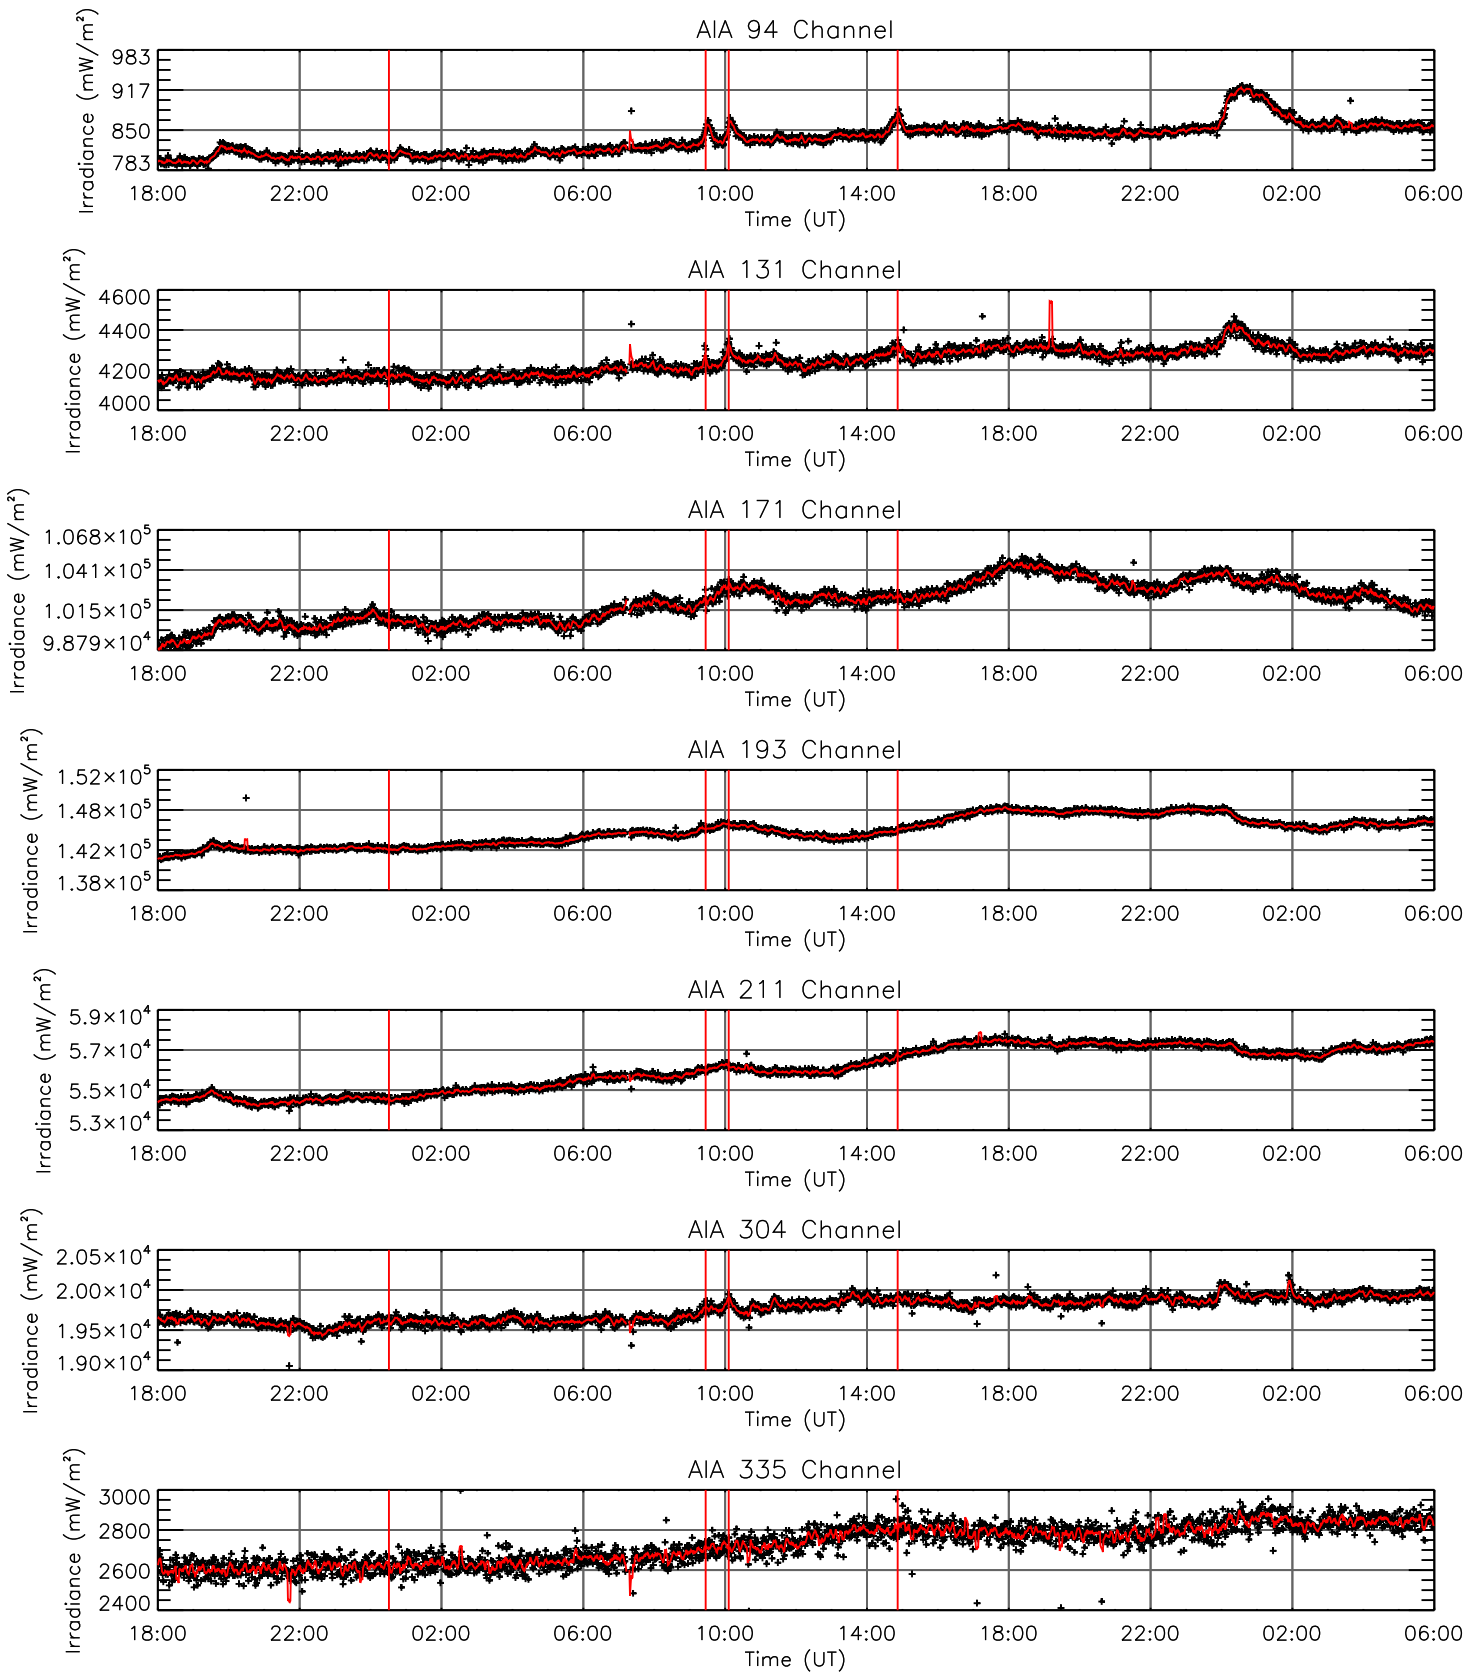 AIA 94 Channel
Irradiance (mW/m²)
983
917
850
783
18:00 22:00 02:00 06:00 10:00 14:00 18:00 22:00 02:00 06:00
Time (UT)
AIA 131 Channel
Irradiance (mW/m²)
4600
4400
4200
4000
18:00 22:00 02:00 06:00 10:00 14:00 18:00 22:00 02:00 06:00
Time (UT)
AIA 171 Channel
Irradiance (mW/m²)
1.068×10⁵
1.041×10⁵
1.015×10⁵
9.879×10⁴
18:00 22:00 02:00 06:00 10:00 14:00 18:00 22:00 02:00 06:00
Time (UT)
AIA 193 Channel
Irradiance (mW/m²)
1.52×10⁵
1.48×10⁵
1.42×10⁵
1.38×10⁵
18:00 22:00 02:00 06:00 10:00 14:00 18:00 22:00 02:00 06:00
Time (UT)
AIA 211 Channel
Irradiance (mW/m²)
5.9×10⁴
5.7×10⁴
5.5×10⁴
5.3×10⁴
18:00 22:00 02:00 06:00 10:00 14:00 18:00 22:00 02:00 06:00
Time (UT)
AIA 304 Channel
Irradiance (mW/m²)
2.05×10⁴
2.00×10⁴
1.95×10⁴
1.90×10⁴
18:00 22:00 02:00 06:00 10:00 14:00 18:00 22:00 02:00 06:00
Time (UT)
AIA 335 Channel
Irradiance (mW/m²)
3000
2800
2600
2400
18:00 22:00 02:00 06:00 10:00 14:00 18:00 22:00 02:00 06:00
Time (UT)